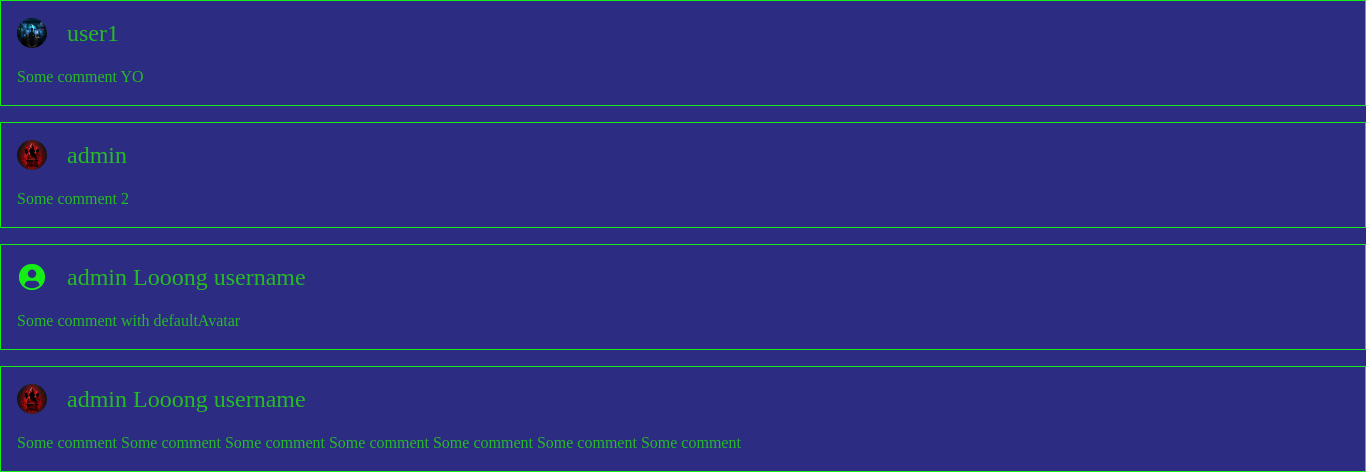 user1
Some comment YO
admin
Some comment 2
admin Looong username
Some comment with defaultAvatar
admin Looong username
Some comment Some comment Some comment Some comment Some comment Some comment Some comment